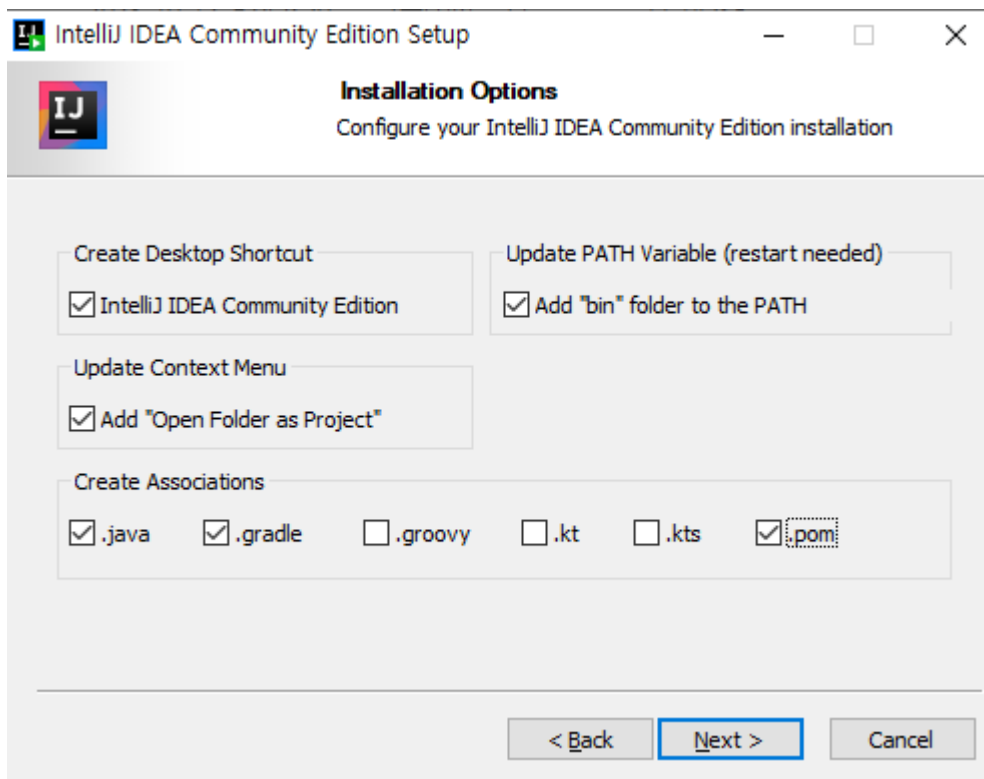 IntelliJ IDEA Community Edition Setup
IJ
Installation Options
Configure your IntelliJ IDEA Community Edition installation
Create Desktop Shortcut
IntelliJ IDEA Community Edition
Update PATH Variable (restart needed)
Add "bin" folder to the PATH
Update Context Menu
Add "Open Folder as Project"
Create Associations
.java .gradle .groovy .kt .kts .pom
< Back Next > Cancel